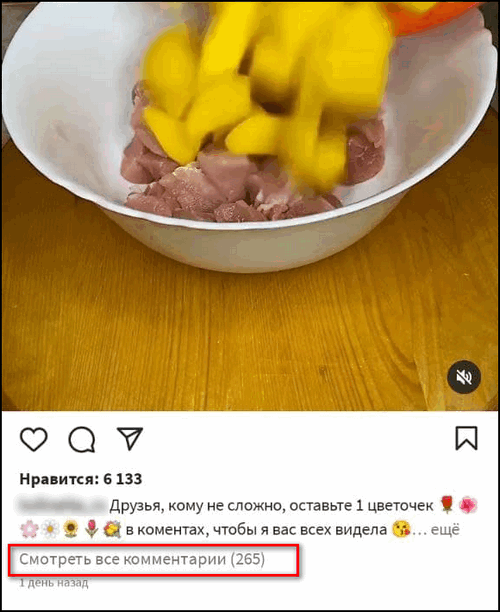 Нравится: 6 133
Друзья, кому не сложно, оставьте 1 цветочек 🌹 🌺
🌸 🌼 🌻 🌷 💐 в коментах, чтобы я вас всех видела 😘... ещё
Смотреть все комментарии (265)
1 день назад